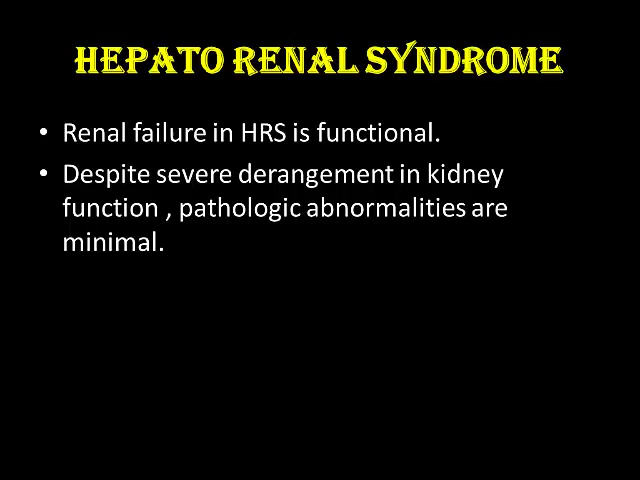 HEPATO RENAL SYNDROME
• Renal failure in HRS is functional.
• Despite severe derangement in kidney
function , pathologic abnormalities are
minimal.